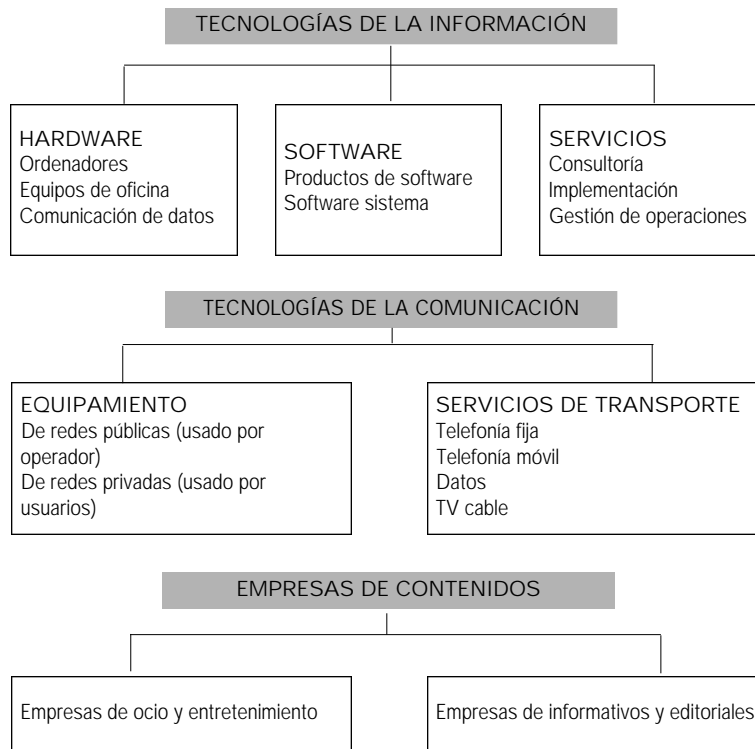 TECNOLOGÍAS DE LA INFORMACIÓN
HARDWARE
Ordenadores
Equipos de oficina
Comunicación de datos
SOFTWARE
Productos de software
Software sistema
SERVICIOS
Consultoría
Implementación
Gestión de operaciones
TECNOLOGÍAS DE LA COMUNICACIÓN
EQUIPAMIENTO
De redes públicas (usado por
operador)
De redes privadas (usado por
usuarios)
SERVICIOS DE TRANSPORTE
Telefonía fija
Telefonía móvil
Datos
TV cable
EMPRESAS DE CONTENIDOS
Empresas de ocio y entretenimiento
Empresas de informativos y editoriales